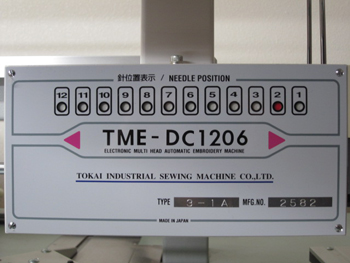 針位置表示 / NEEDLE POSITION
12 11 10 9 8 7 6 5 4 3 2 1
TME-DC1206
ELECTRONIC MULTI HEAD AUTOMATIC EMBROIDERY MACHINE
TOKAI INDUSTRIAL SEWING MACHINE CO.,LTD.
TYPE 3-1A MFG.NO. 2582
MADE IN JAPAN